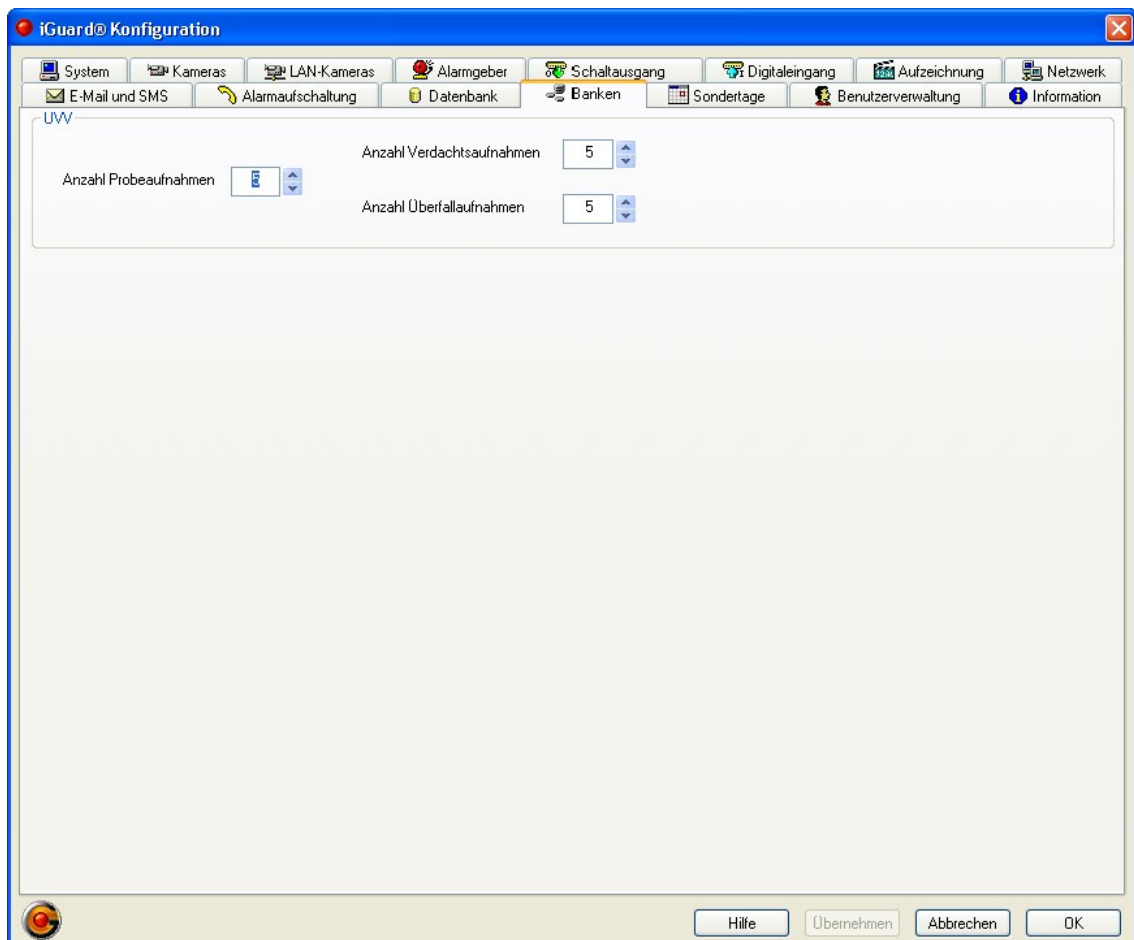 iGuard® Konfiguration
System Kameras LAN-Kameras Alarmgeber Schaltausgang Digitaleingang Aufzeichnung Netzwerk
E-Mail und SMS Alarmaufschaltung Datenbank Banken Sondertage Benutzerverwaltung Information
UVV
Anzahl Verdachtsaufnahmen 5
Anzahl Probeaufnahmen 5
Anzahl Überfallaufnahmen 5
Hilfe Übernehmen Abbrechen OK